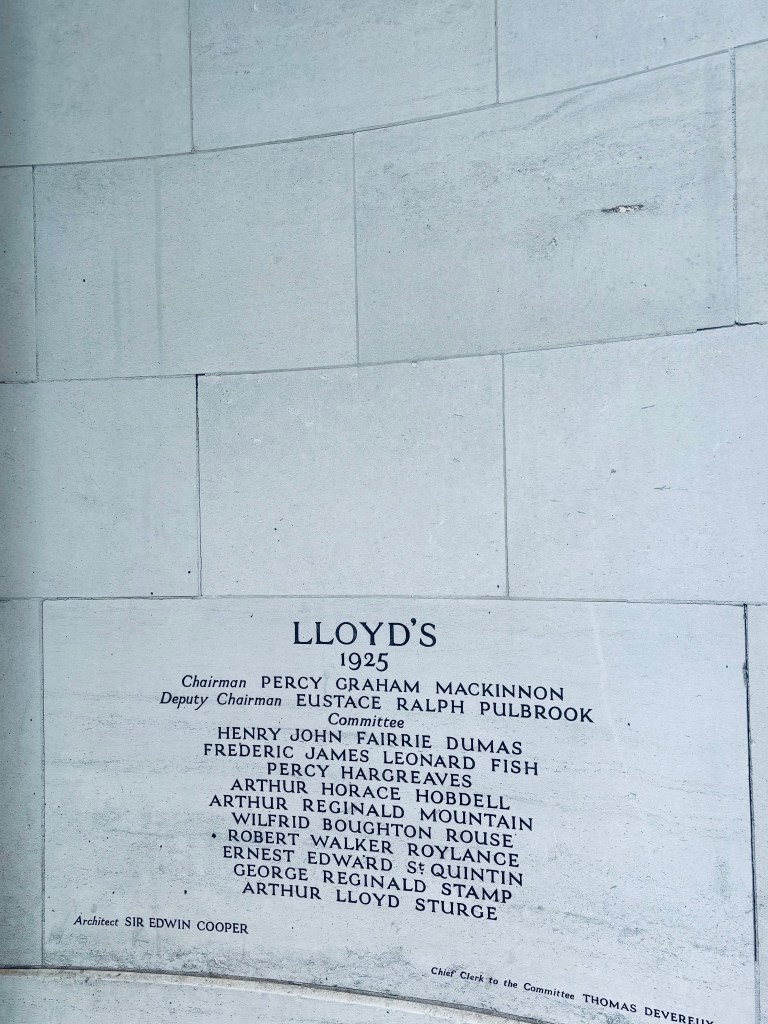 LLOYD'S
1925
Chairman PERCY GRAHAM MACKINNON
Deputy Chairman EUSTACE RALPH PULBROOK
Committee
HENRY JOHN FAIRRIE DUMAS
FREDERIC JAMES LEONARD FISH
PERCY HARGREAVES
ARTHUR HORACE HOBDELL
ARTHUR REGINALD MOUNTAIN
WILFRID BOUGHTON ROUSE
ROBERT WALKER ROYLANCE
ERNEST EDWARD St QUINTIN
GEORGE REGINALD STAMP
ARTHUR LLOYD STURGE
Architect SIR EDWIN COOPER
Chief Clerk to the Committee THOMAS DEVEREUX